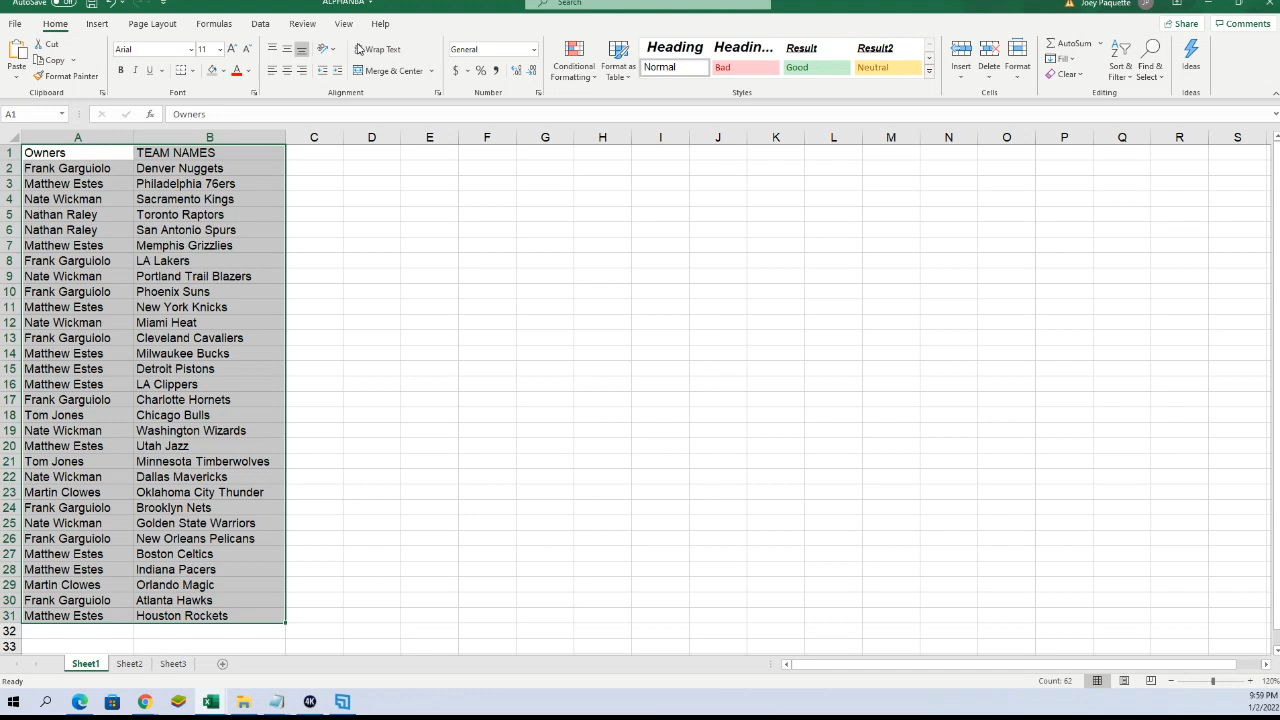 AutoSave Off ALPHANBA Search Joey Paquette JP
File Home Insert Page Layout Formulas Data Review View Help Share Comments
Paste Cut Copy Format Painter Clipboard
Arial 11 A A B I U A Font
Wrap Text Merge & Center Alignment
General $ % , Number
Conditional Formatting Format as Table
Heading Headin... Result Result2
Normal Bad Good Neutral
Styles
Insert Delete Format Cells
AutoSum Fill Clear Sort & Filter Find & Select Editing
Ideas Ideas
A1 fx Owners
A B C D E F G H I J K L M N O P Q R S
1 Owners TEAM NAMES
2 Frank Garguiolo Denver Nuggets
3 Matthew Estes Philadelphia 76ers
4 Nate Wickman Sacramento Kings
5 Nathan Raley Toronto Raptors
6 Nathan Raley San Antonio Spurs
7 Matthew Estes Memphis Grizzlies
8 Frank Garguiolo LA Lakers
9 Nate Wickman Portland Trail Blazers
10 Frank Garguiolo Phoenix Suns
11 Matthew Estes New York Knicks
12 Nate Wickman Miami Heat
13 Frank Garguiolo Cleveland Cavaliers
14 Matthew Estes Milwaukee Bucks
15 Matthew Estes Detroit Pistons
16 Matthew Estes LA Clippers
17 Frank Garguiolo Charlotte Hornets
18 Tom Jones Chicago Bulls
19 Nate Wickman Washington Wizards
20 Matthew Estes Utah Jazz
21 Tom Jones Minnesota Timberwolves
22 Nate Wickman Dallas Mavericks
23 Martin Clowes Oklahoma City Thunder
24 Frank Garguiolo Brooklyn Nets
25 Nate Wickman Golden State Warriors
26 Frank Garguiolo New Orleans Pelicans
27 Matthew Estes Boston Celtics
28 Matthew Estes Indiana Pacers
29 Martin Clowes Orlando Magic
30 Frank Garguiolo Atlanta Hawks
31 Matthew Estes Houston Rockets
32
33
Sheet1 Sheet2 Sheet3
Ready Count: 62 120%
4K 9:59 PM
1/2/2022